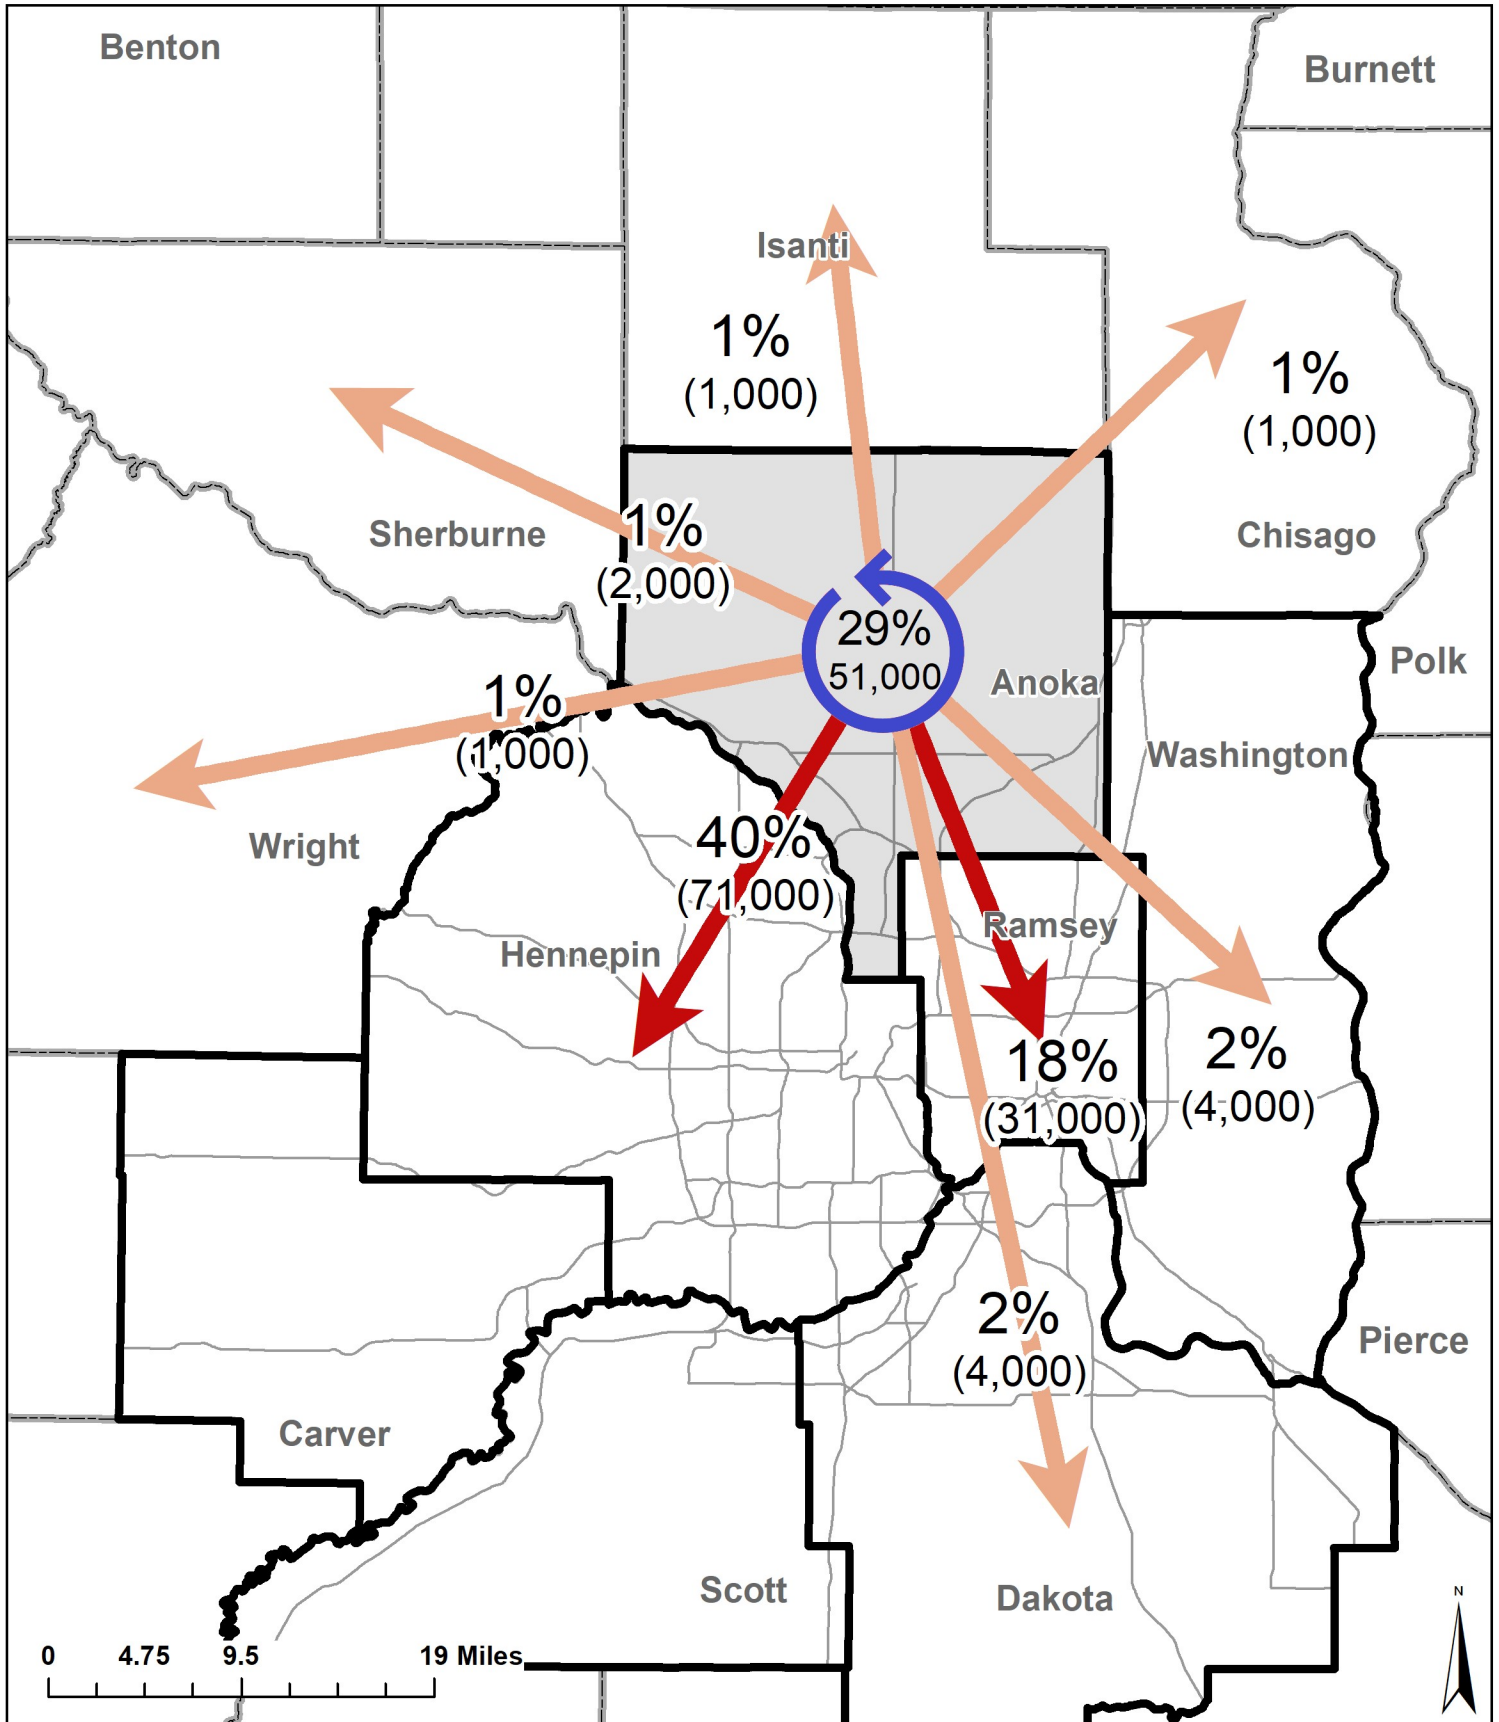 Benton
Burnett
Isanti
1%
(1,000)
1%
(1,000)
1%
(2,000)
Sherburne
Chisago
29%
51,000
Anoka
Polk
1%
(1,000)
Washington
Wright
40%
(71,000)
Ramsey
Hennepin
18%
(31,000)
2%
(4,000)
2%
(4,000)
Pierce
Carver
Scott
Dakota
N
0 4.75 9.5 19 Miles